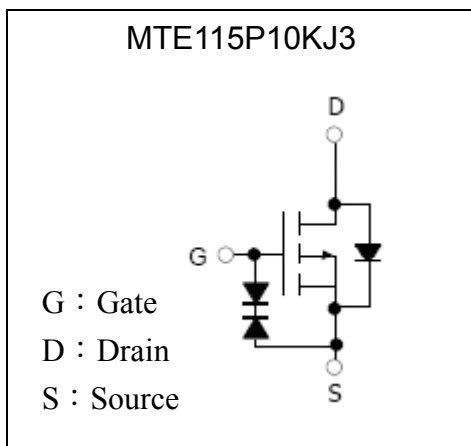 MTE115P10KJ3
D
G
G：Gate
D：Drain
S：Source
S